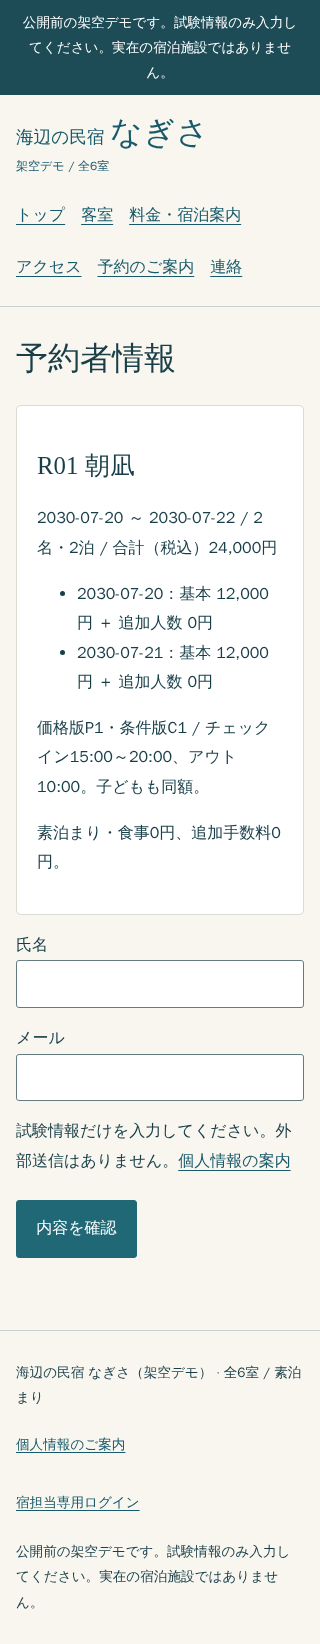 公開前の架空デモです。試験情報のみ入力し
てください。実在の宿泊施設ではありませ
ん。
海辺の民宿 なぎさ
架空デモ / 全6室
トップ 客室 料金・宿泊案内
アクセス 予約のご案内 連絡
予約者情報
R01 朝凪
2030-07-20 ～ 2030-07-22 / 2
名・2泊 / 合計（税込）24,000円
• 2030-07-20：基本 12,000
円 ＋ 追加人数 0円
• 2030-07-21：基本 12,000
円 ＋ 追加人数 0円
価格版P1・条件版C1 / チェック
イン15:00～20:00、アウト
10:00。子どもも同額。
素泊まり・食事0円、追加手数料0
円。
氏名
メール
試験情報だけを入力してください。外
部送信はありません。個人情報の案内
内容を確認
海辺の民宿 なぎさ（架空デモ） · 全6室 / 素泊
まり
個人情報のご案内
宿担当専用ログイン
公開前の架空デモです。試験情報のみ入力し
てください。実在の宿泊施設ではありませ
ん。